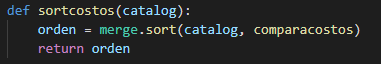 def sortcostos(catalog):
    orden = merge.sort(catalog, comparacostos)
    return orden